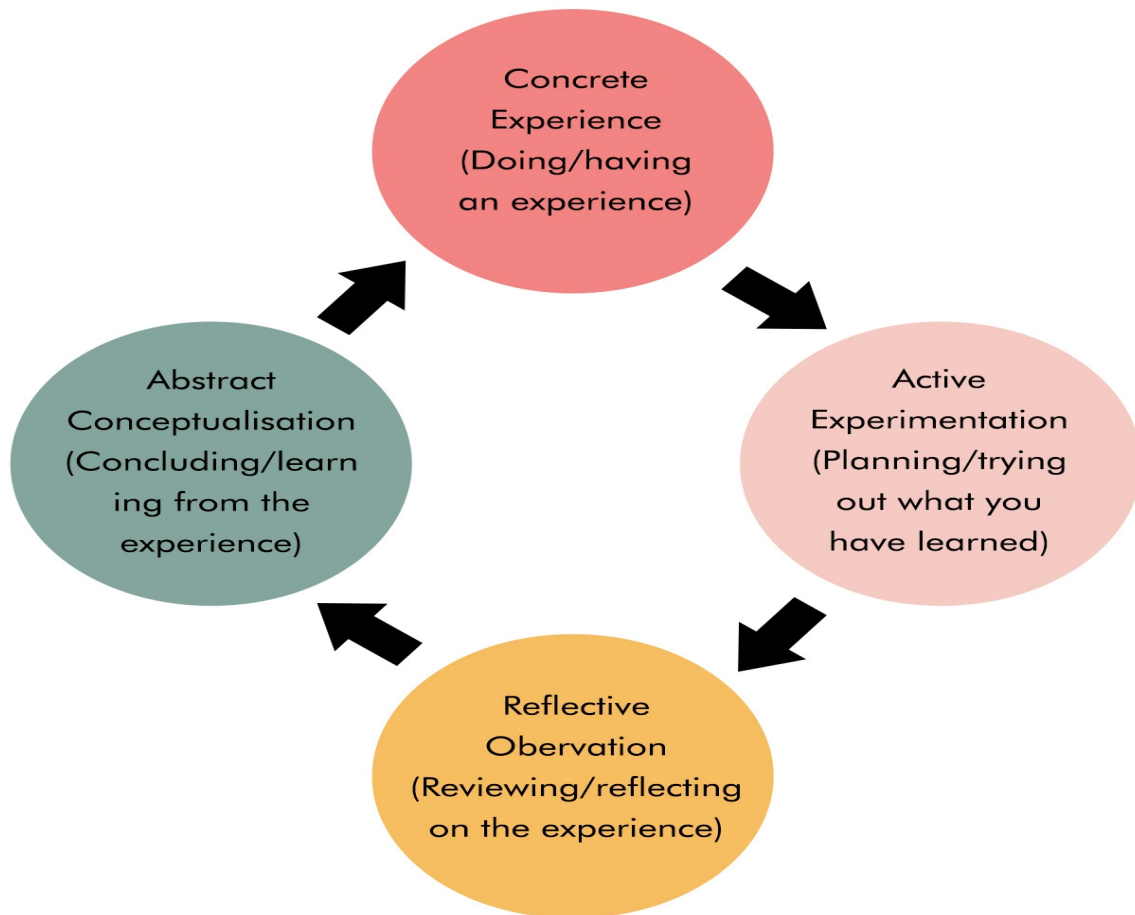 Concrete
Experience
(Doing/having
an experience)
Abstract
Conceptualisation
(Concluding/learn
ing from the
experience)
Active
Experimentation
(Planning/trying
out what you
have learned)
Reflective
Obervation
(Reviewing/reflecting
on the experience)